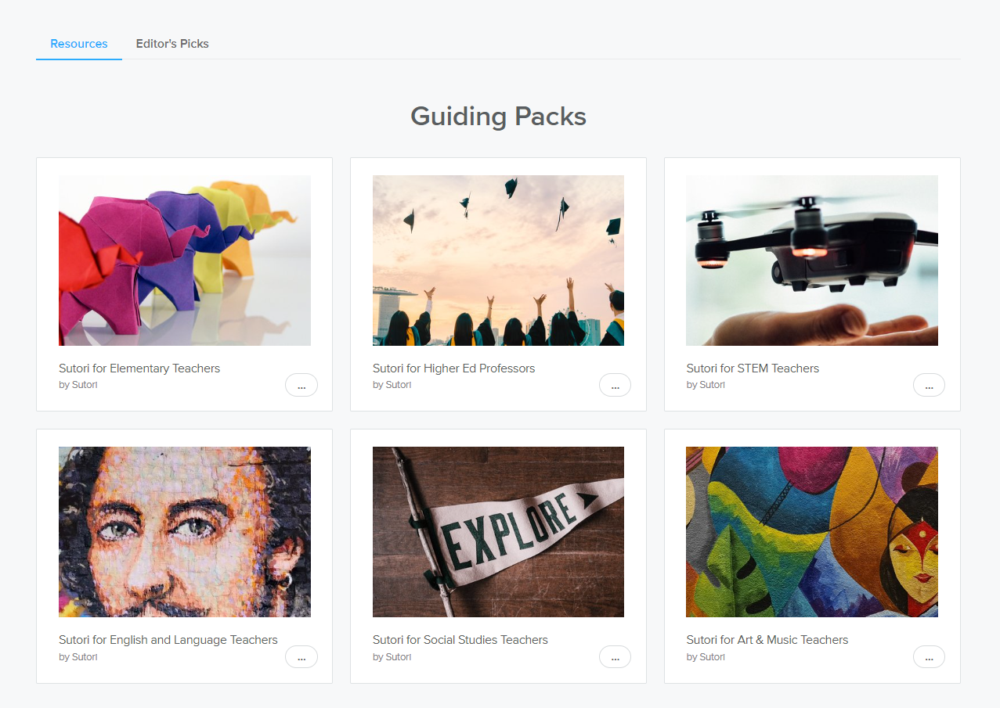 Resources
Editor's Picks
Guiding Packs
Sutori for Elementary Teachers
by Sutori
...
Sutori for Higher Ed Professors
by Sutori
...
Sutori for STEM Teachers
by Sutori
...
EXPLORE
Sutori for English and Language Teachers
by Sutori
...
Sutori for Social Studies Teachers
by Sutori
...
Sutori for Art & Music Teachers
by Sutori
...